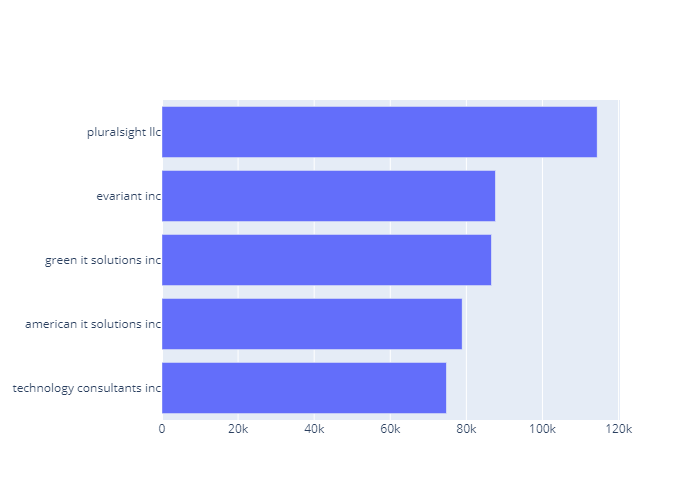 pluralsight llc
evariant inc
green it solutions inc
american it solutions inc
technology consultants inc
0 20k 40k 60k 80k 100k 120k